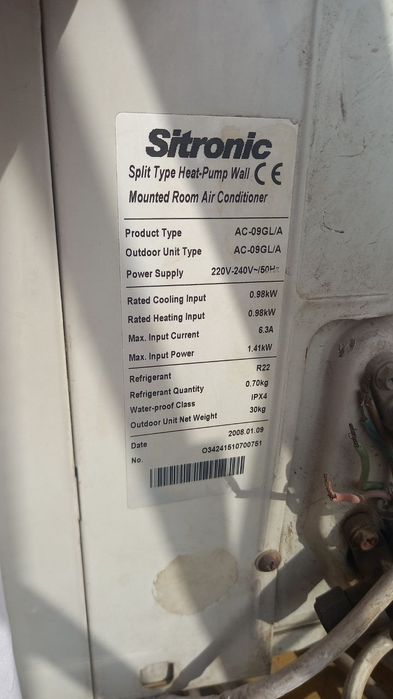 Sitronic
Split Type Heat-Pump Wall CE
Mounted Room Air Conditioner
Product Type AC-09GL/A
Outdoor Unit Type AC-09GL/A
Power Supply 220V-240V~/50Hz
Rated Cooling Input 0.98kW
Rated Heating Input 0.98kW
Max. Input Current 6.3A
Max. Input Power 1.41kW
Refrigerant R22
Refrigerant Quantity 0.70kg
Water-proof Class IPX4
Outdoor Unit Net Weight 30kg
Date 2008.01.09
No. O34241510700751